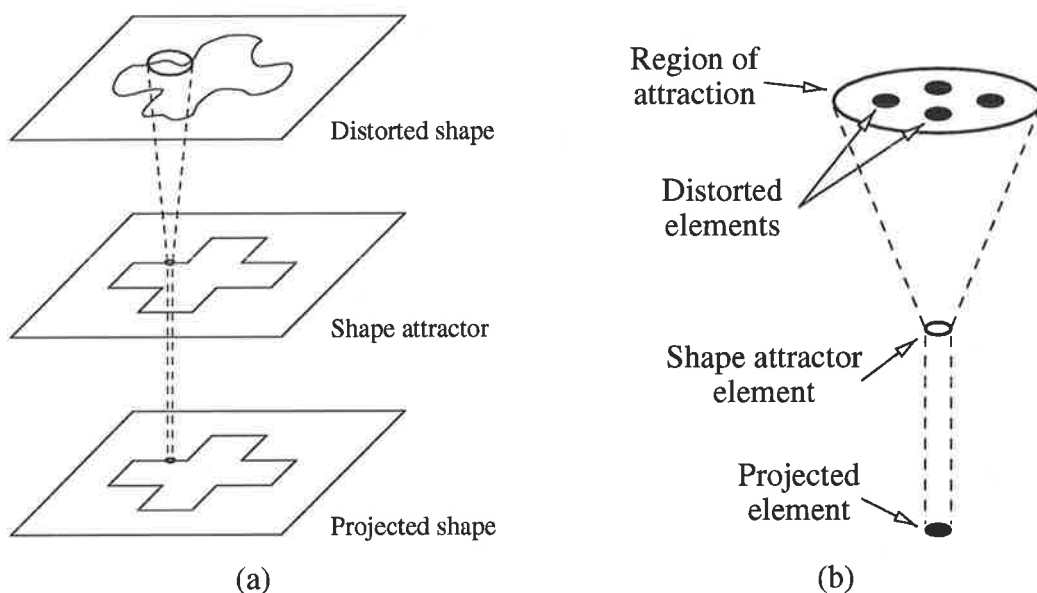 Distorted shape
Shape attractor
Projected shape
(a)
Region of
attraction
Distorted
elements
Shape attractor
element
Projected
element
(b)